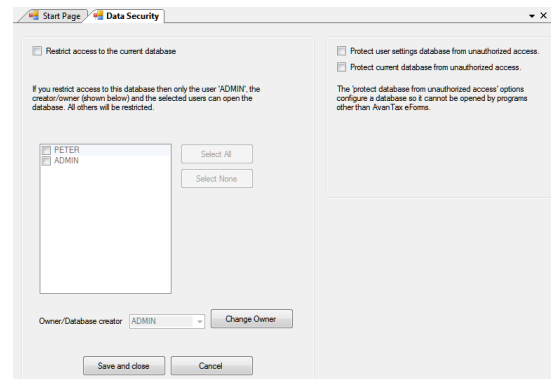 Start Page
Data Security
Restrict access to the current database
If you restrict access to this database then only the user 'ADMIN', the
creator/owner (shown below) and the selected users can open the
database. All others will be restricted.
PETER
ADMIN
Select All
Select None
Owner/Database creator
ADMIN
Change Owner
Save and close
Cancel
Protect user settings database from unauthorized access.
Protect current database from unauthorized access.
The 'protect database from unauthorized access' options
configure a database so it cannot be opened by programs
other than AvanTax eForms.